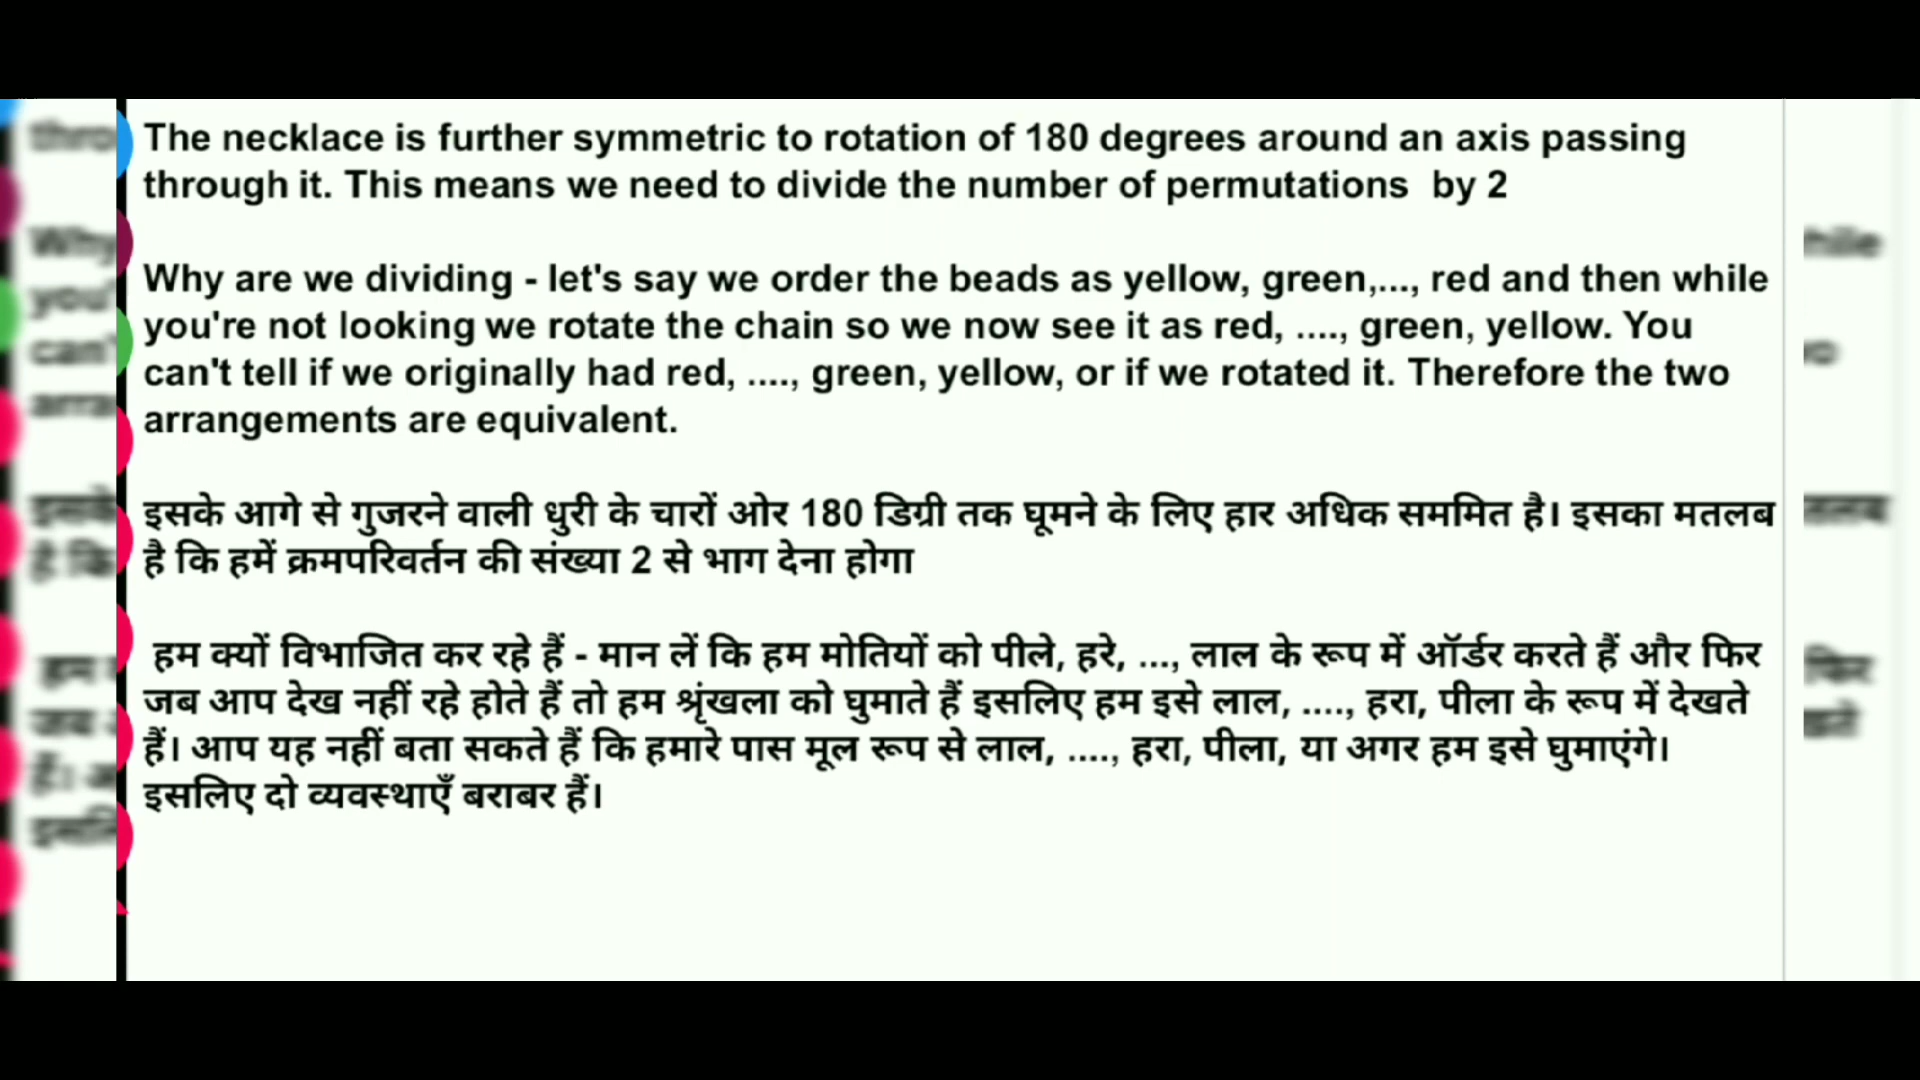 The necklace is further symmetric to rotation of 180 degrees around an axis passing
through it. This means we need to divide the number of permutations by 2
Why are we dividing - let's say we order the beads as yellow, green,..., red and then while
you're not looking we rotate the chain so we now see it as red, ...., green, yellow. You
can't tell if we originally had red, ...., green, yellow, or if we rotated it. Therefore the two
arrangements are equivalent.
इसके आगे से गुजरने वाली धुरी के चारों ओर 180 डिग्री तक घूमने के लिए हार अधिक सममित है। इसका मतलब
है कि हमें क्रमपरिवर्तन की संख्या 2 से भाग देना होगा
हम क्यों विभाजित कर रहे हैं - मान लें कि हम मोतियों को पीले, हरे, ..., लाल के रूप में ऑर्डर करते हैं और फिर
जब आप देख नहीं रहे होते हैं तो हम श्रृंखला को घुमाते हैं इसलिए हम इसे लाल, ...., हरा, पीला के रूप में देखते
हैं। आप यह नहीं बता सकते हैं कि हमारे पास मूल रूप से लाल, ...., हरा, पीला, या अगर हम इसे घुमाएंगे।
इसलिए दो व्यवस्थाएँ बराबर हैं।